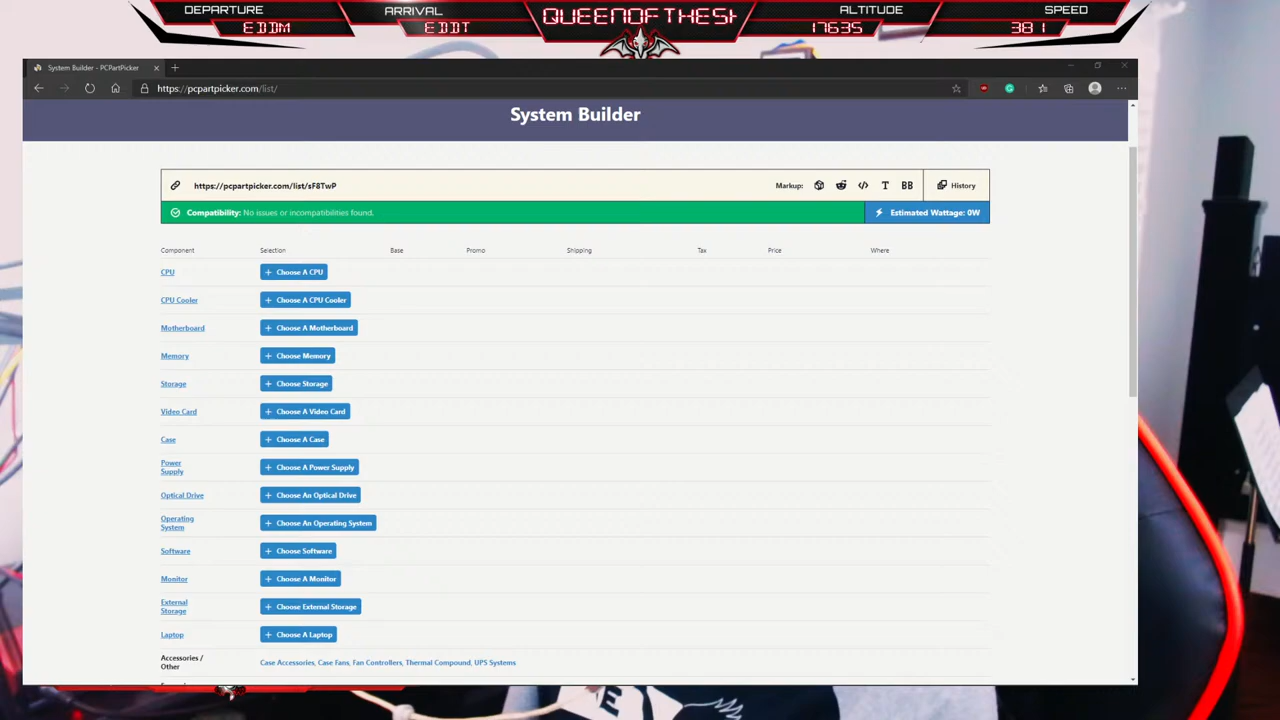 DEPARTURE
EDDM
ARRIVAL
EDDT
QUEENOFTHESK
ALTITUDE
17635
SPEED
381
System Builder - PCPartPicker
https://pcpartpicker.com/list/
System Builder
https://pcpartpicker.com/list/sF8TwP
Markup:
T
BB
History
Compatibility: No issues or incompatibilities found.
Estimated Wattage: 0W
Component Selection Base Promo Shipping Tax Price Where
CPU
+ Choose A CPU
CPU Cooler
+ Choose A CPU Cooler
Motherboard
+ Choose A Motherboard
Memory
+ Choose Memory
Storage
+ Choose Storage
Video Card
+ Choose A Video Card
Case
+ Choose A Case
Power
Supply
+ Choose A Power Supply
Optical Drive
+ Choose An Optical Drive
Operating
System
+ Choose An Operating System
Software
+ Choose Software
Monitor
+ Choose A Monitor
External
Storage
+ Choose External Storage
Laptop
+ Choose A Laptop
Accessories /
Other
Case Accessories, Case Fans, Fan Controllers, Thermal Compound, UPS Systems